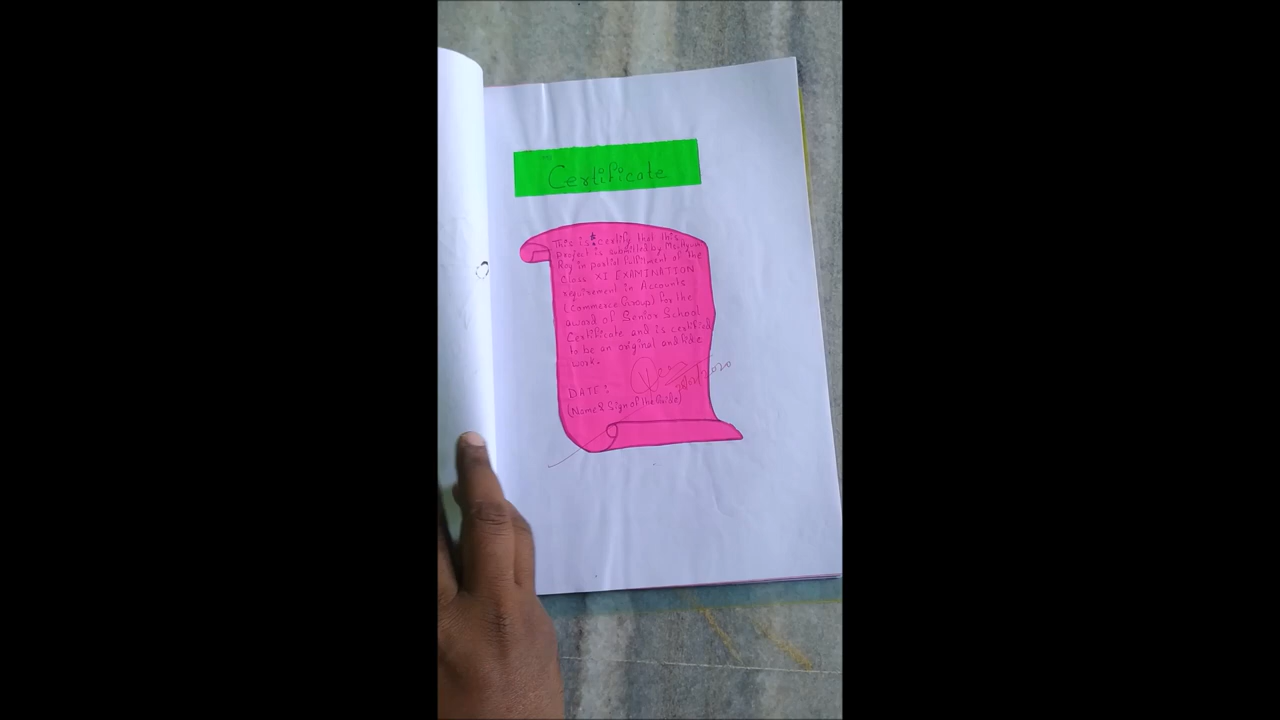 Certificate
This is certify that this
project is submitted by
Roy in partial fulfilment of the
class XI EXAMINATION
requirement in Accounts
(Commerce Group) for the
award of Senior School
Certificate and is certified
to be an original and fide
work.
DATE:
(Name & Sign of the Guide)